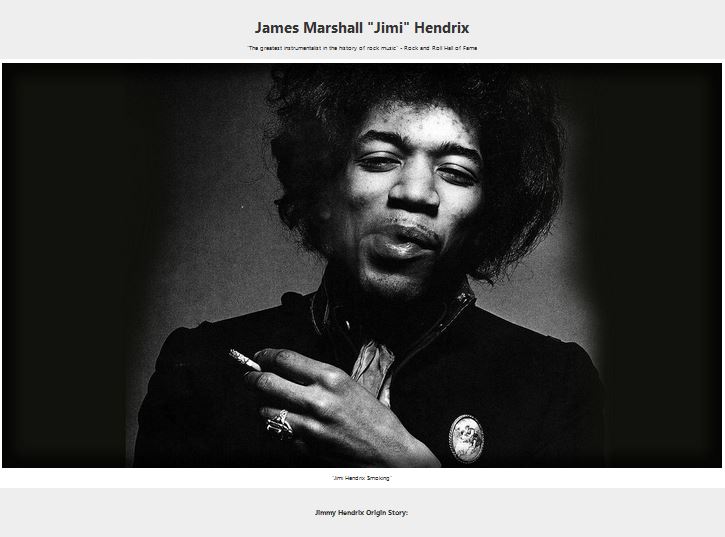 James Marshall "Jimi" Hendrix
"The greatest instrumentalist in the history of rock music" - Rock and Roll Hall of Fame
"Jimi Hendrix Smoking"
Jimmy Hendrix Origin Story: